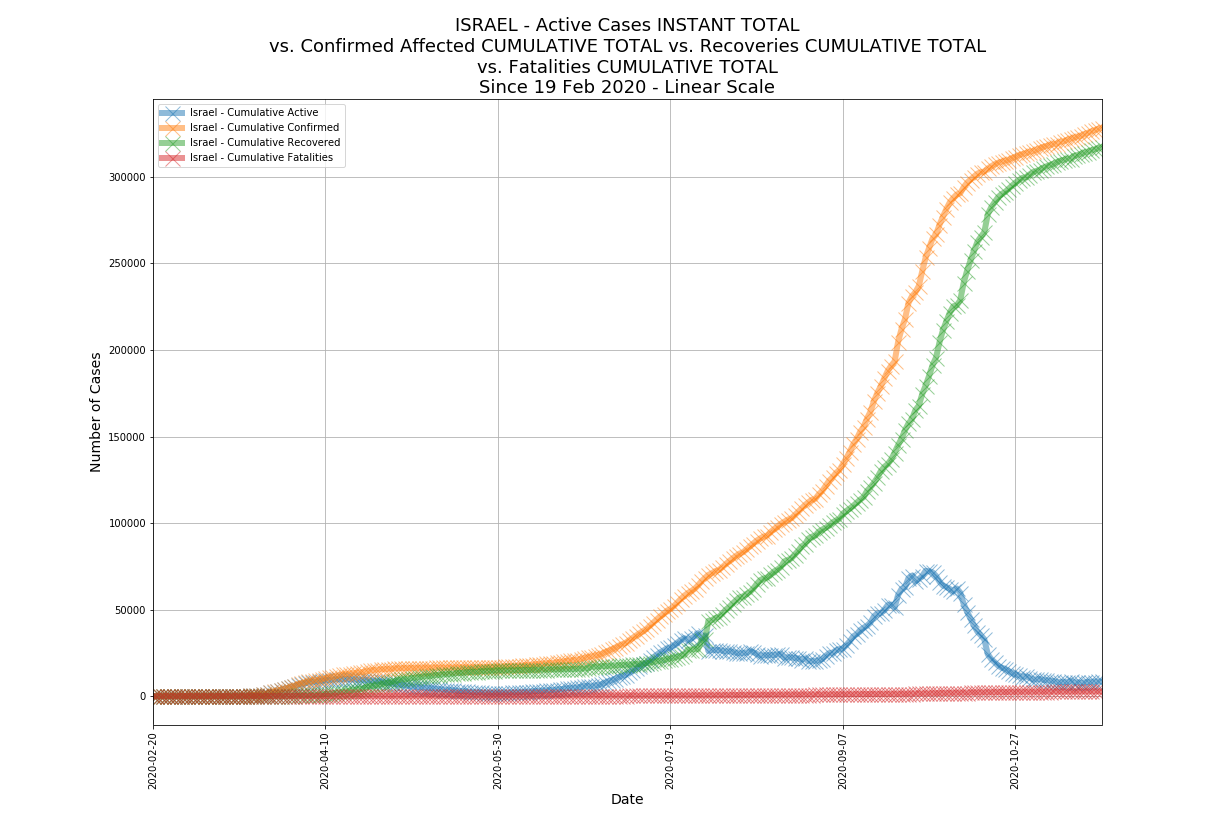 ISRAEL - Active Cases INSTANT TOTAL
vs. Confirmed Affected CUMULATIVE TOTAL vs. Recoveries CUMULATIVE TOTAL
vs. Fatalities CUMULATIVE TOTAL
Since 19 Feb 2020 - Linear Scale
Israel - Cumulative Active
Israel - Cumulative Confirmed
Israel - Cumulative Recovered
Israel - Cumulative Fatalities
300000
250000
200000
150000
100000
50000
0
Number of Cases
2020-02-20
2020-04-10
2020-05-30
2020-07-19
2020-09-07
2020-10-27
Date